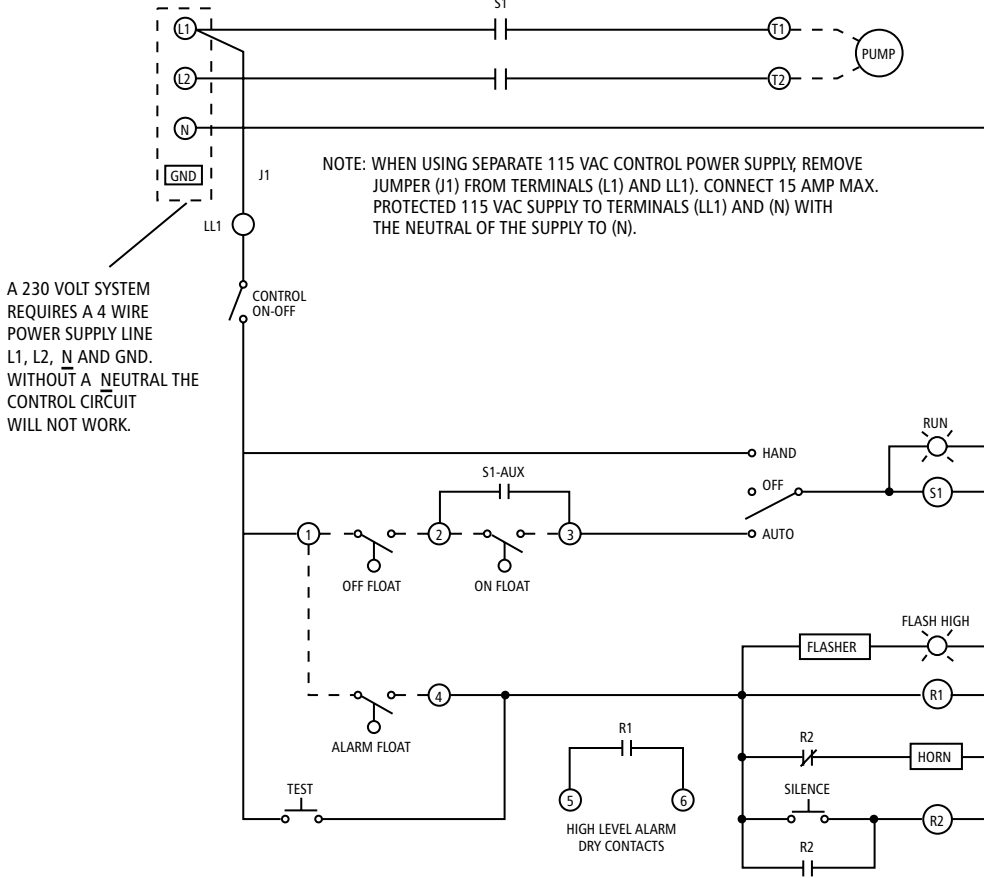 S1
L1
T1
PUMP
L2
T2
N
GND
J1
NOTE: WHEN USING SEPARATE 115 VAC CONTROL POWER SUPPLY, REMOVE
JUMPER (J1) FROM TERMINALS (L1) AND LL1). CONNECT 15 AMP MAX.
PROTECTED 115 VAC SUPPLY TO TERMINALS (LL1) AND (N) WITH
THE NEUTRAL OF THE SUPPLY TO (N).
LL1
A 230 VOLT SYSTEM
REQUIRES A 4 WIRE
POWER SUPPLY LINE
L1, L2, N AND GND.
WITHOUT A NEUTRAL THE
CONTROL CIRCUIT
WILL NOT WORK.
CONTROL
ON-OFF
RUN
HAND
S1-AUX
OFF
S1
1
2
3
AUTO
OFF FLOAT
ON FLOAT
FLASH HIGH
FLASHER
4
R1
ALARM FLOAT
R1
R2
HORN
TEST
SILENCE
5
6
R2
HIGH LEVEL ALARM
DRY CONTACTS
R2